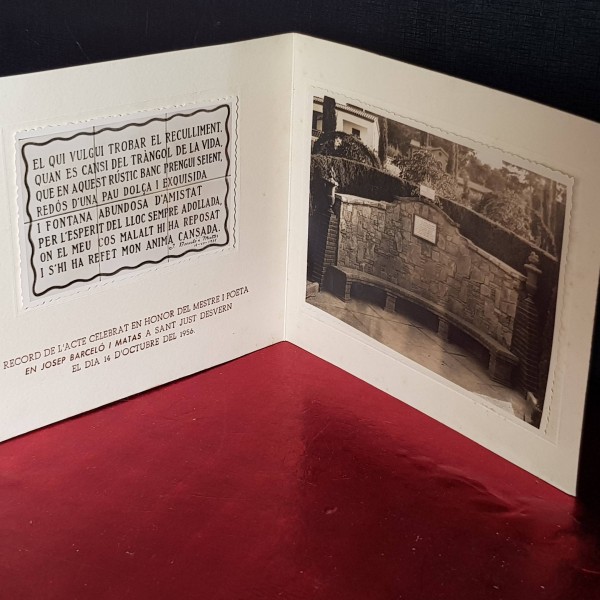 EL QUI VULGUI TROBAR EL RECULLIMENT,
QUAN ES CANSI DEL TRÀNGOL DE LA VIDA,
QUE EN AQUEST RÚSTIC BANC PRENGUI SEIENT,
REDÓS D'UNA PAU DOLÇA I EXQUISIDA
I FONTANA ABUNDOSA D'AMISTAT
PER L'ESPERIT DEL LLOC SEMPRE ADOLLADA,
ON EL MEU COS MALALT HI HA REPOSAT
I S'HI HA REFET MON ANIMA CANSADA.
RECORD DE L'ACTE CELEBRAT EN HONOR DEL MESTRE I POETA
EN JOSEP BARCELÓ I MATAS A SANT JUST DESVERN
EL DIA 14 D'OCTUBRE DEL 1956.